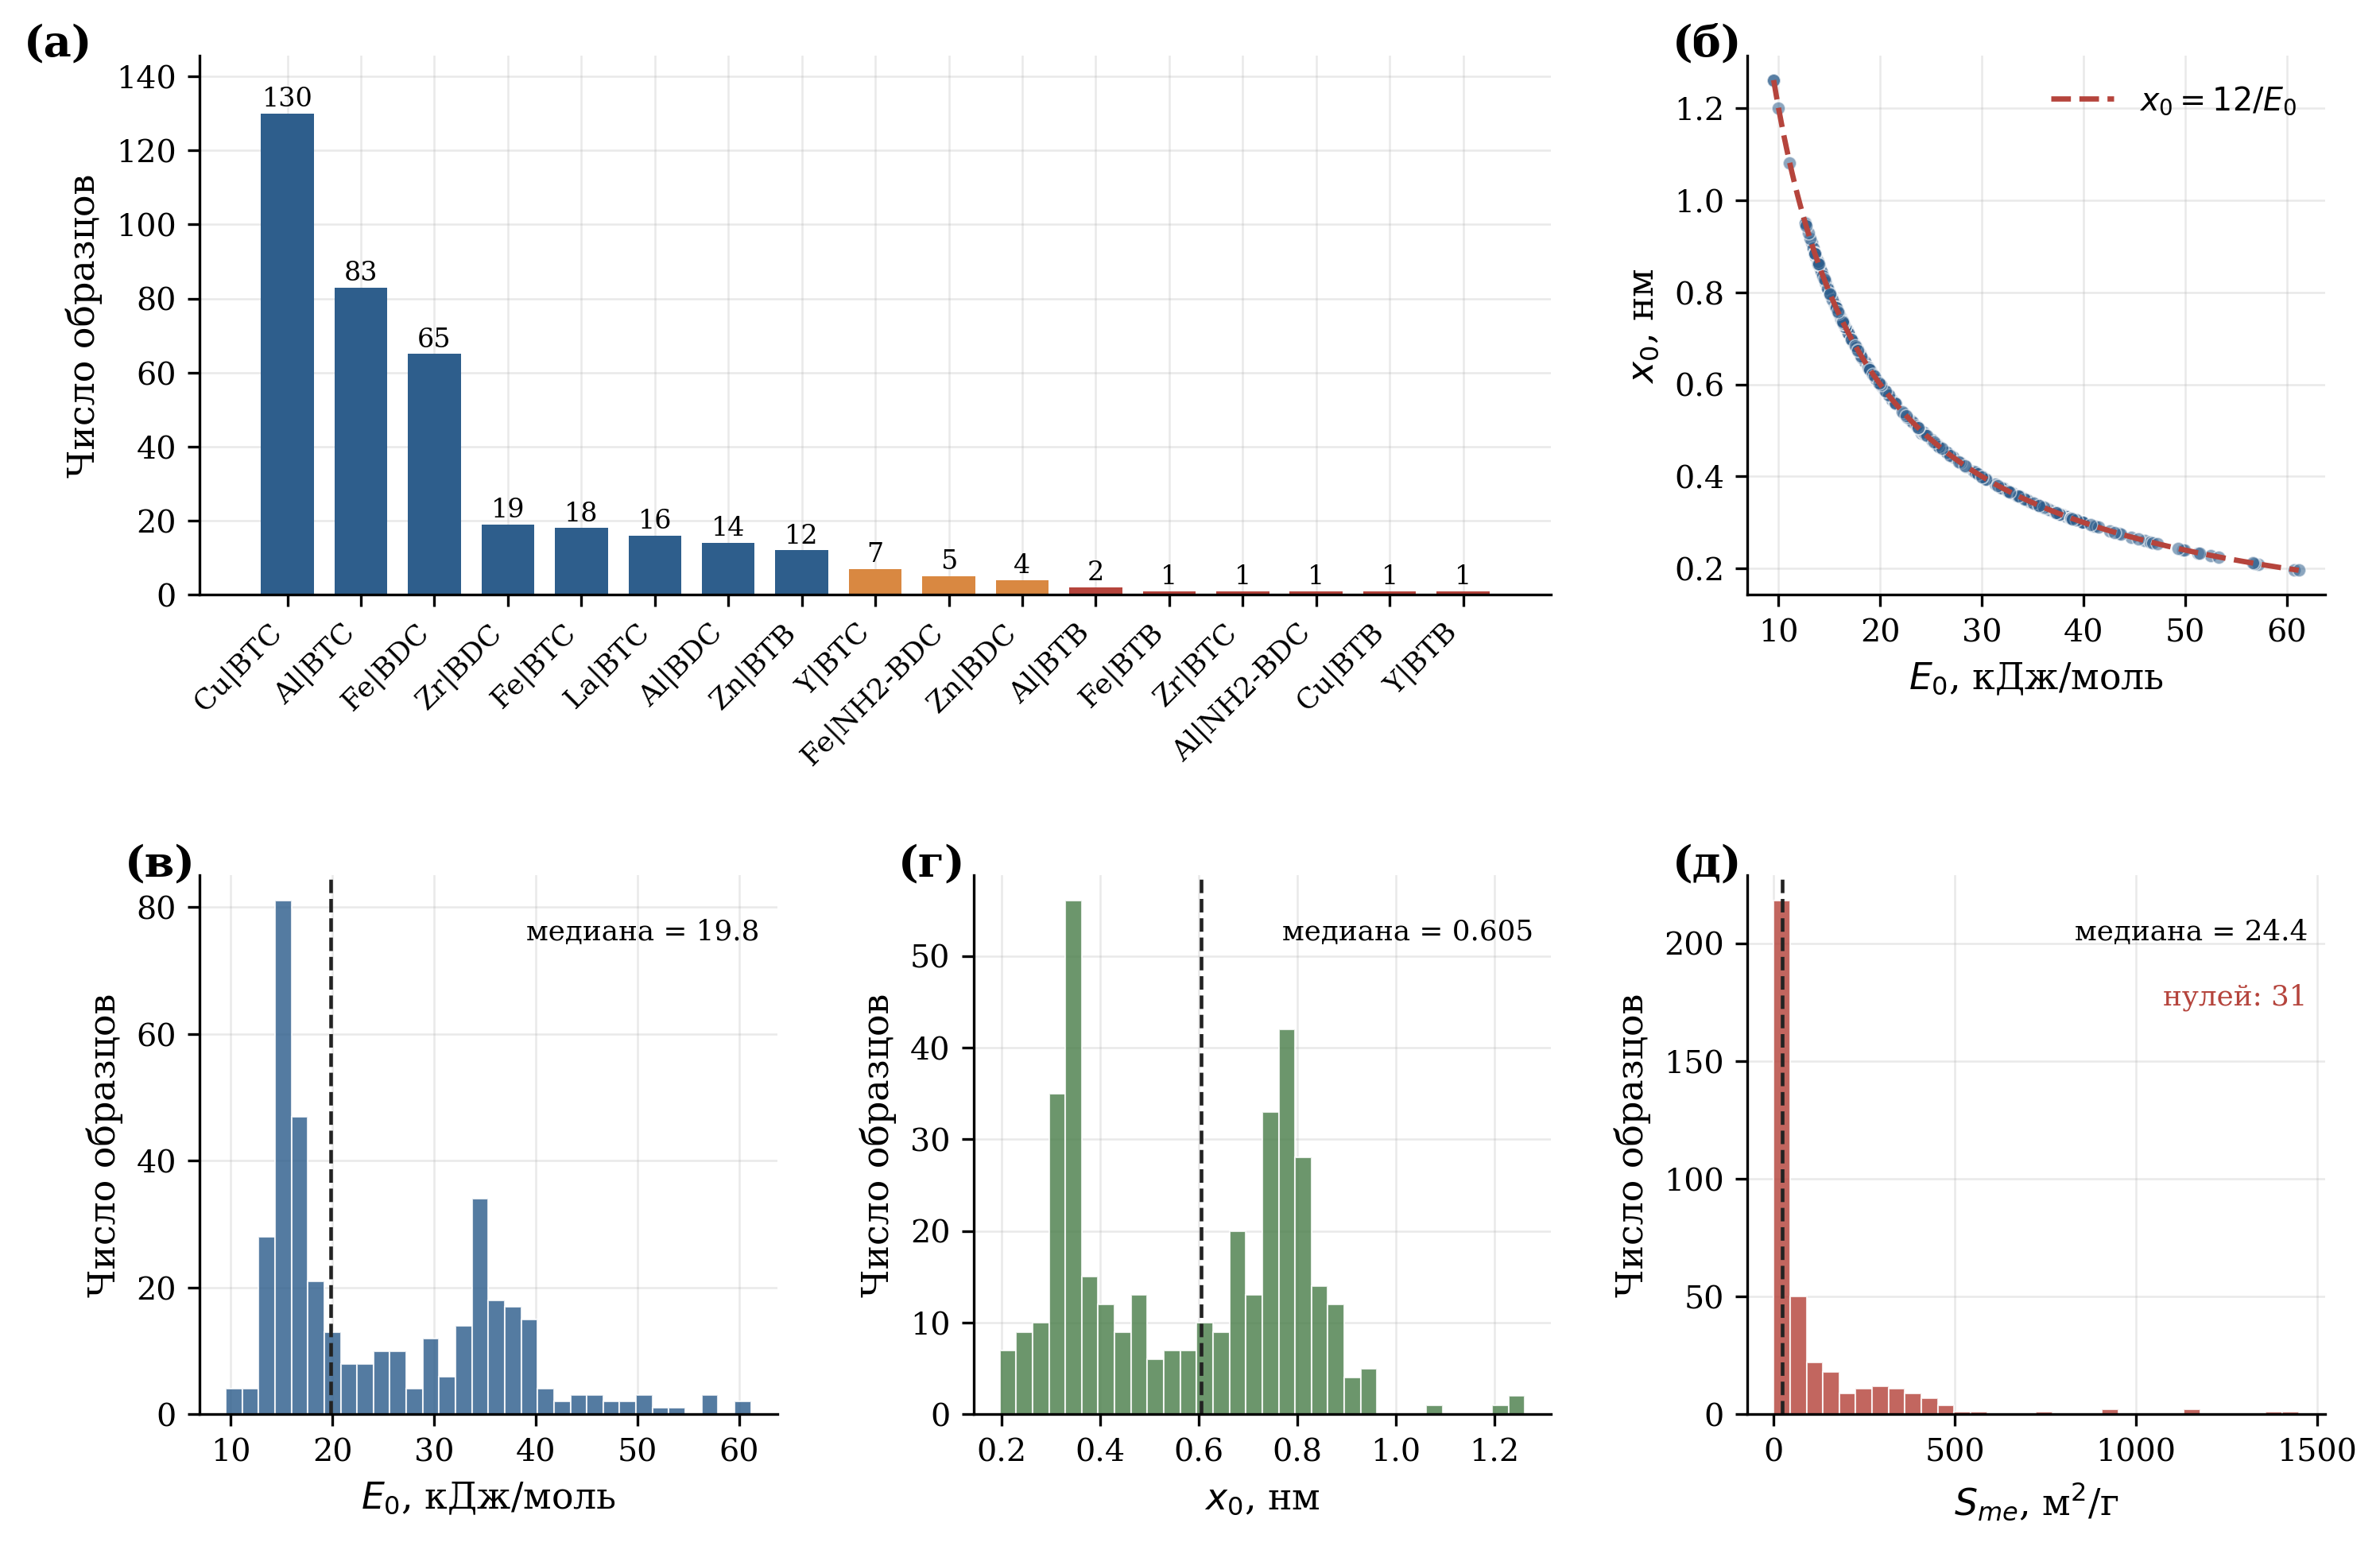 (а)
Число образцов
140
120
100
80
60
40
20
0
130
83
65
19
18
16
14
12
7
5
4
2
1
1
1
1
1
Cu|BTC
Al|BTC
Fe|BDC
Zr|BDC
Fe|BTC
La|BTC
Al|BDC
Zn|BTB
Y|BTC
Fe|NH2-BDC
Zn|BDC
Al|BTB
Fe|BTB
Zr|BTC
Al|NH2-BDC
Cu|BTB
Y|BTB
(б)
x₀, нм
1.2
1.0
0.8
0.6
0.4
0.2
x₀ = 12/E₀
10 20 30 40 50 60
E₀, кДж/моль
(в)
Число образцов
80
60
40
20
0
медиана = 19.8
10 20 30 40 50 60
E₀, кДж/моль
(г)
Число образцов
50
40
30
20
10
0
медиана = 0.605
0.2 0.4 0.6 0.8 1.0 1.2
x₀, нм
(д)
Число образцов
200
150
100
50
0
медиана = 24.4
нулей: 31
0 500 1000 1500
Sₘₑ, м²/г